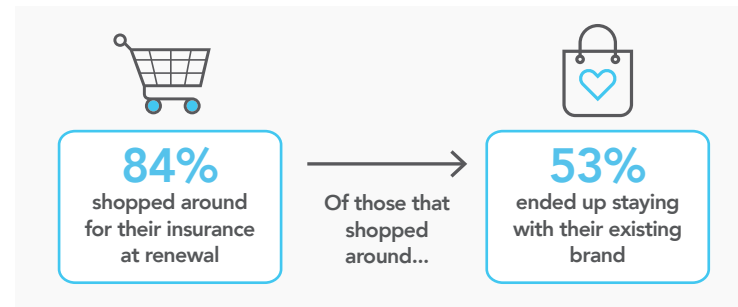 84%
shopped around
for their insurance
at renewal
Of those that
shopped
around...
53%
ended up staying
with their existing
brand